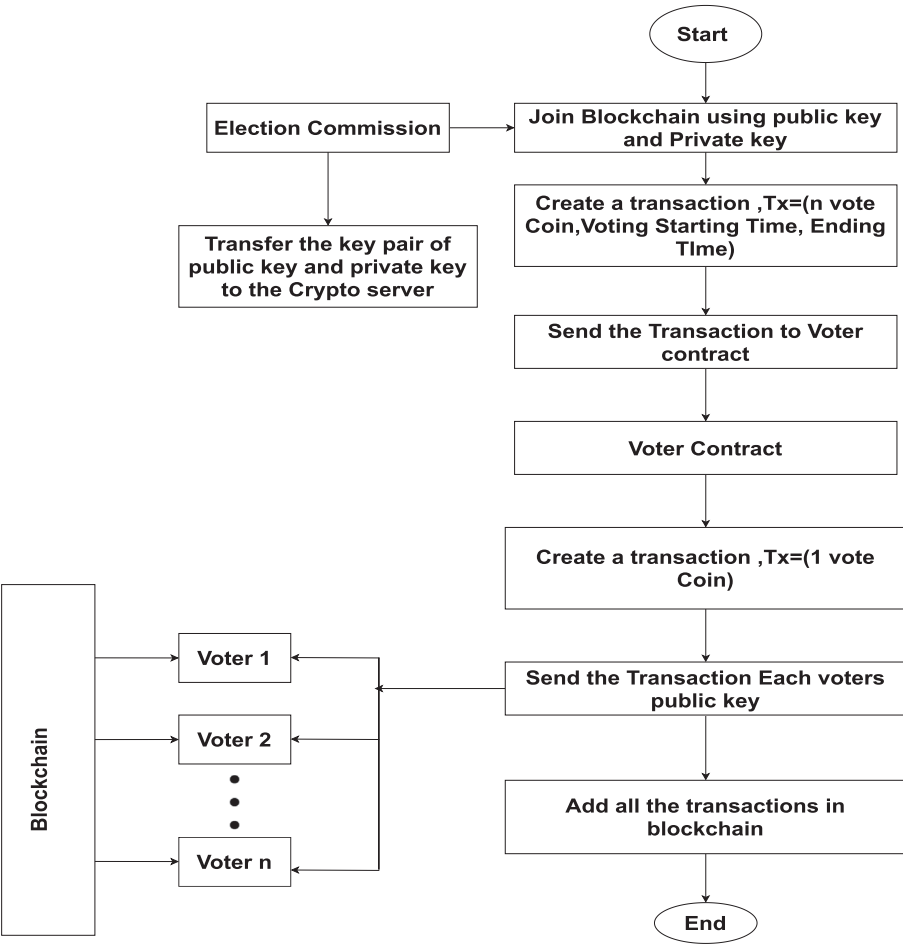 Start
Election Commission
Join Blockchain using public key
and Private key
Create a transaction ,Tx=(n vote
Coin,Voting Starting Time, Ending
TIme)
Transfer the key pair of
public key and private key
to the Crypto server
Send the Transaction to Voter
contract
Voter Contract
Create a transaction ,Tx=(1 vote
Coin)
Send the Transaction Each voters
public key
Blockchain
Voter 1
Voter 2
Voter n
Add all the transactions in
blockchain
End